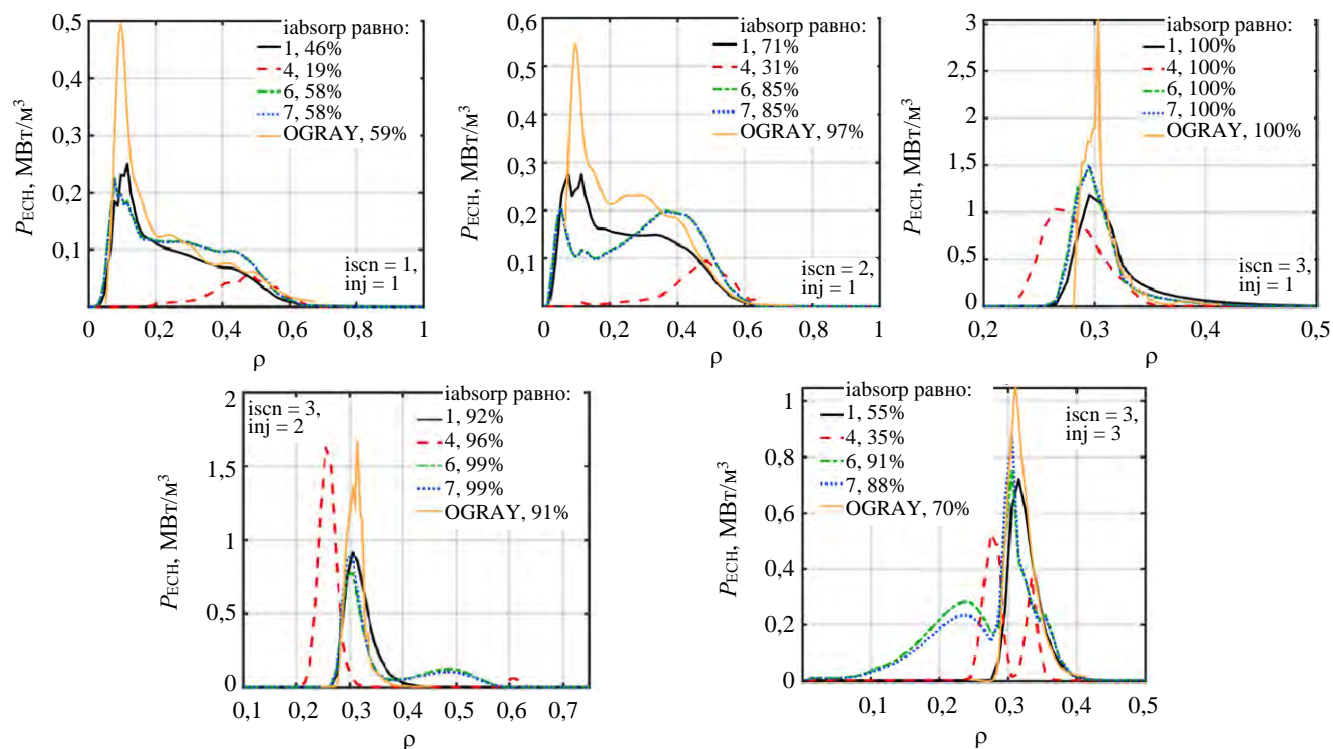 0,5
0,4
0,3
0,2
0,1
0
P_ECH, МВт/м³
iabsorp равно:
1, 46%
4, 19%
6, 58%
7, 58%
OGRAY, 59%
iscn = 1,
inj = 1
0 0,2 0,4 0,6 0,8 1
ρ
0,6
0,5
0,4
0,3
0,2
0,1
P_ECH, МВт/м³
iabsorp равно:
1, 71%
4, 31%
6, 85%
7, 85%
OGRAY, 97%
iscn = 2,
inj = 1
0 0,2 0,4 0,6 0,8 1
ρ
3
2,5
2
1,5
1
0,5
0
P_ECH, МВт/м³
iabsorp равно:
1, 100%
4, 100%
6, 100%
7, 100%
OGRAY, 100%
iscn = 3,
inj = 1
0,2 0,3 0,4 0,5
ρ
2
1,5
1
0,5
0
P_ECH, МВт/м³
iscn = 3,
inj = 2
iabsorp равно:
1, 92%
4, 96%
6, 99%
7, 99%
OGRAY, 91%
0,1 0,2 0,3 0,4 0,5 0,6 0,7
ρ
1
0,8
0,6
0,4
0,2
0
P_ECH, МВт/м³
iabsorp равно:
1, 55%
4, 35%
6, 91%
7, 88%
OGRAY, 70%
iscn = 3,
inj = 3
0,1 0,2 0,3 0,4 0,5
ρ